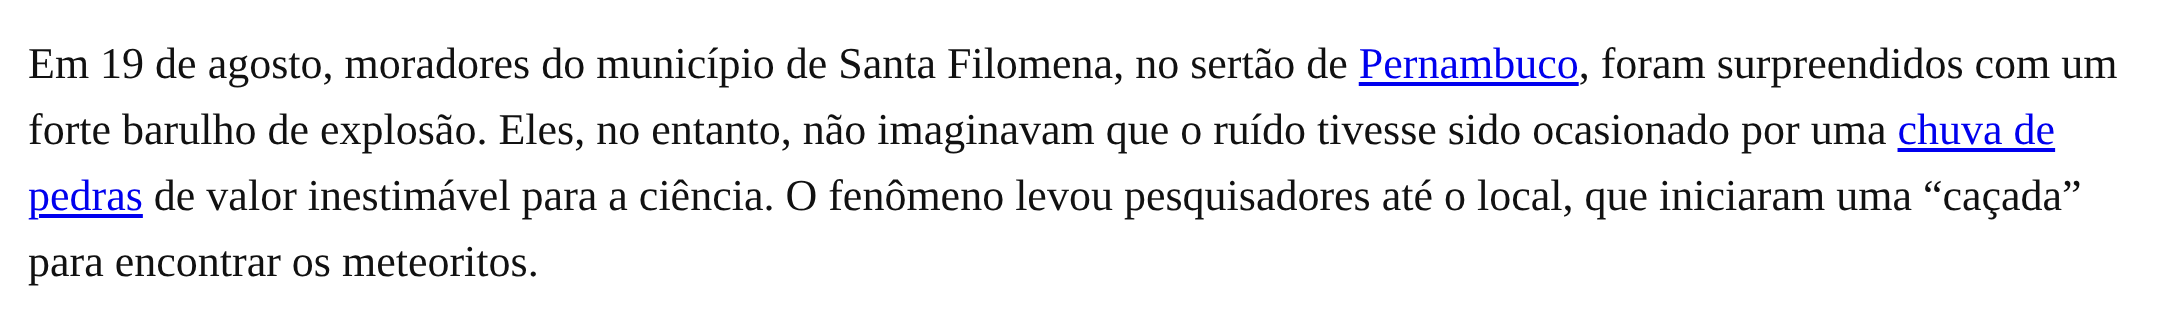 Em 19 de agosto, moradores do município de Santa Filomena, no sertão de Pernambuco, foram surpreendidos com um
forte barulho de explosão. Eles, no entanto, não imaginavam que o ruído tivesse sido ocasionado por uma chuva de
pedras de valor inestimável para a ciência. O fenômeno levou pesquisadores até o local, que iniciaram uma “caçada”
para encontrar os meteoritos.